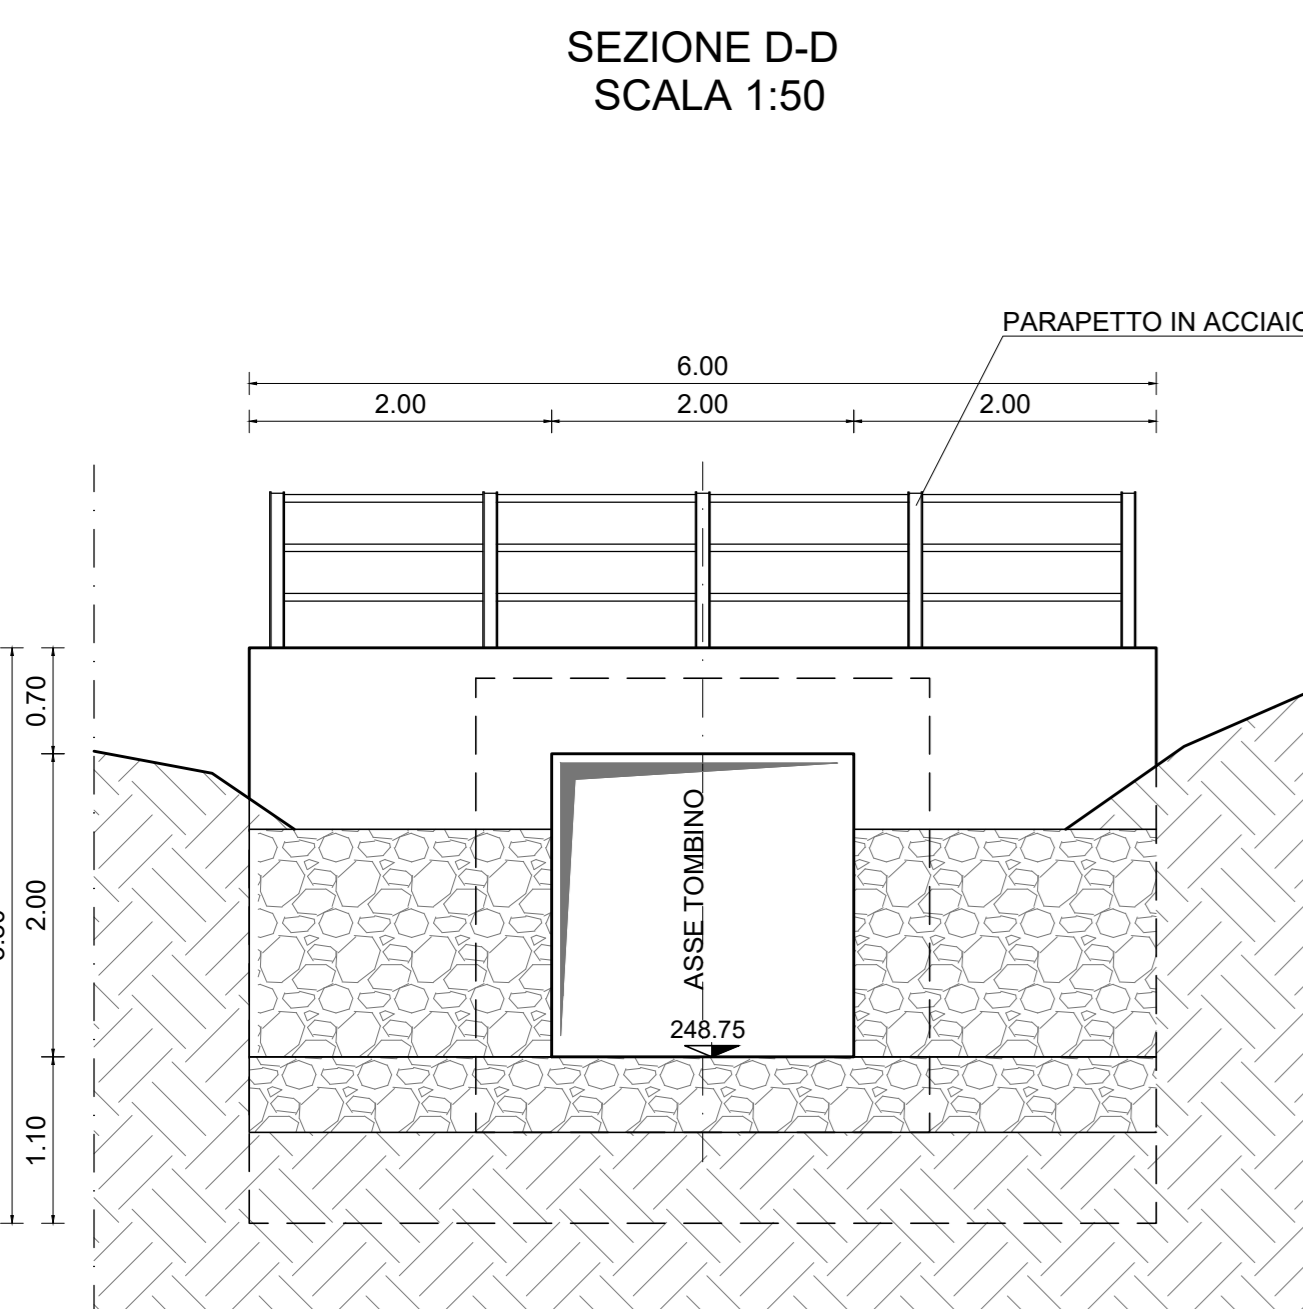 SEZIONE D-D
SCALA 1:50
PARAPETTO IN ACCIAIO
6.00
2.00 2.00 2.00
0.70
2.00
1.10
ASSE TOMBINO
248.75